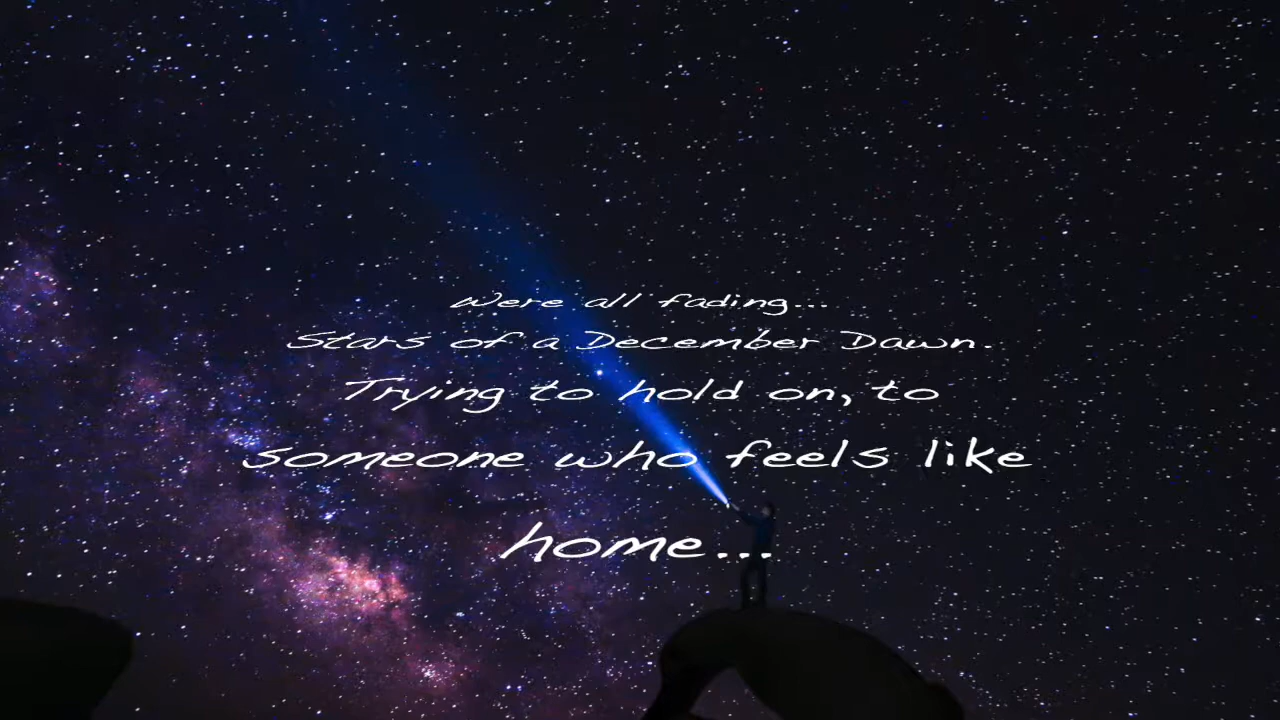 Were all fading...
Stars of a December Dawn.
Trying to hold on, to
someone who feels like
home...